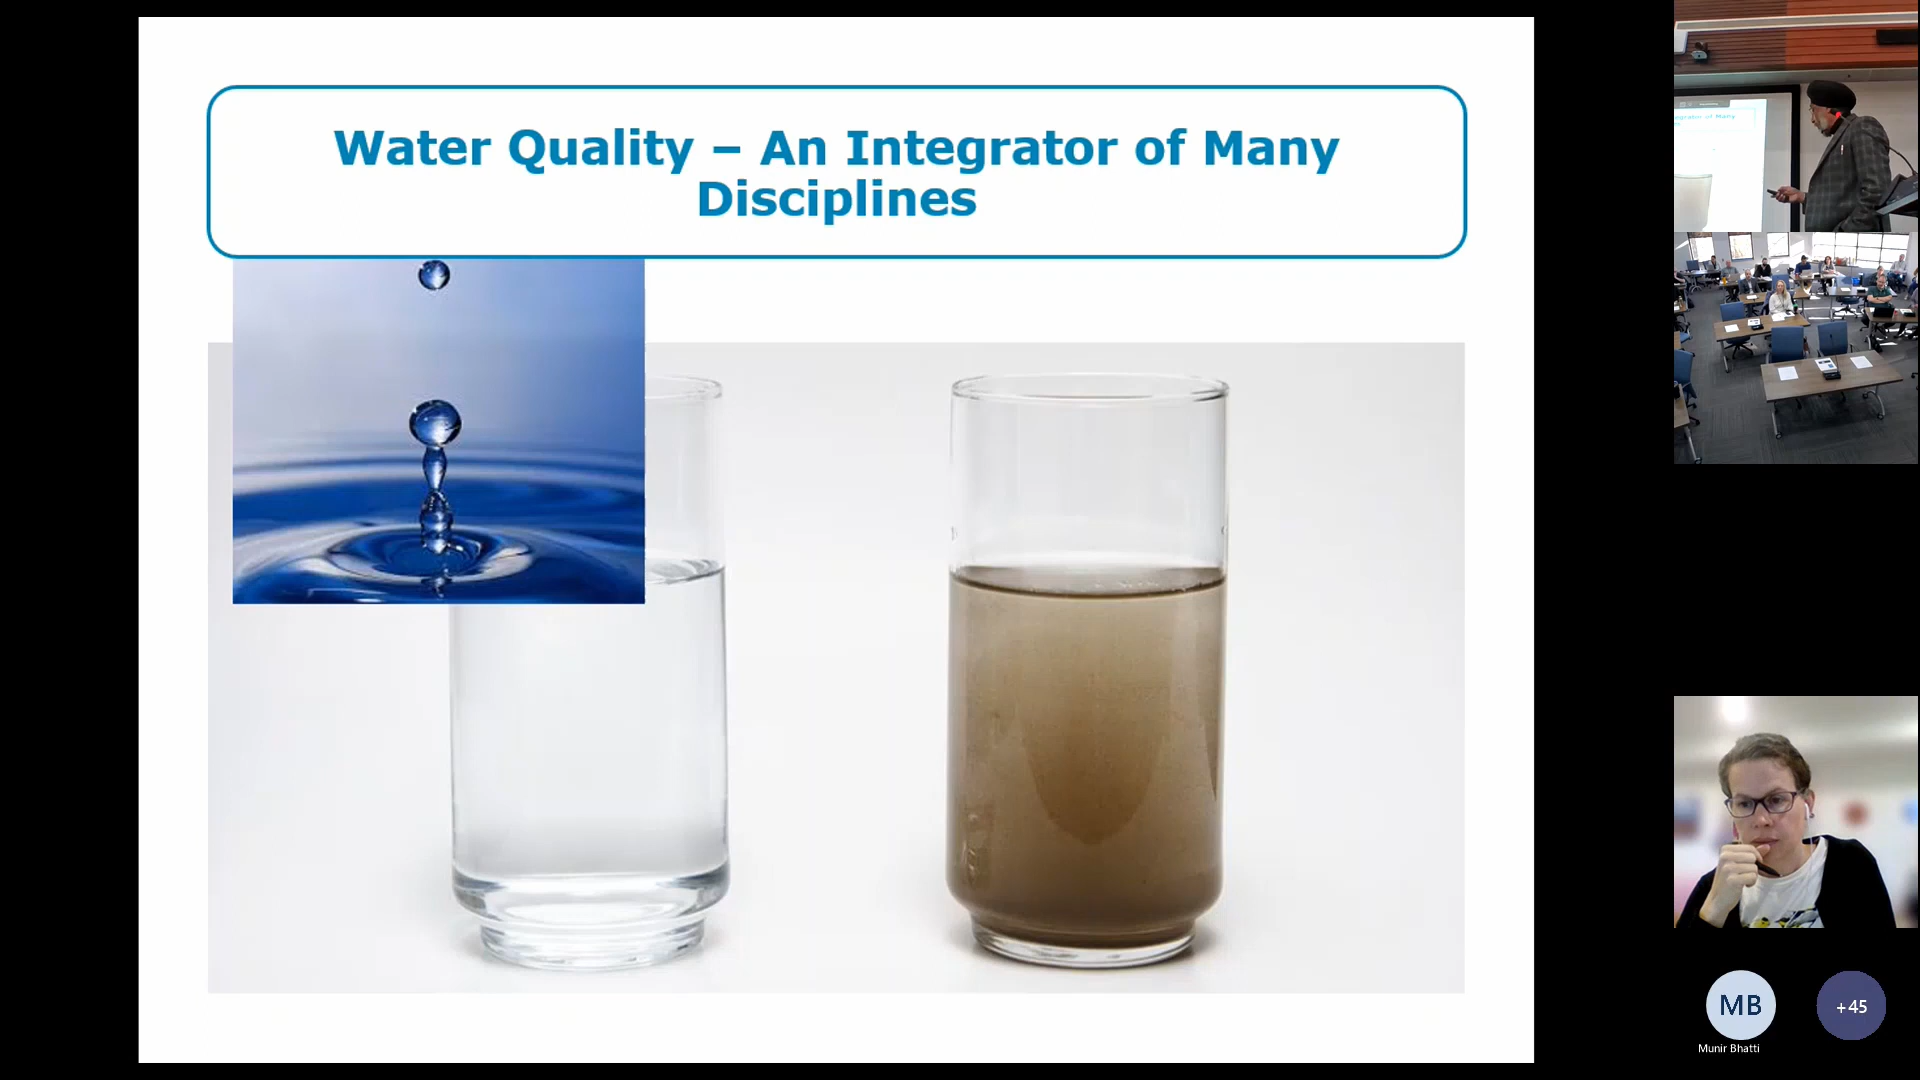 Water Quality – An Integrator of Many
Disciplines
MB
+45
Munir Bhatti